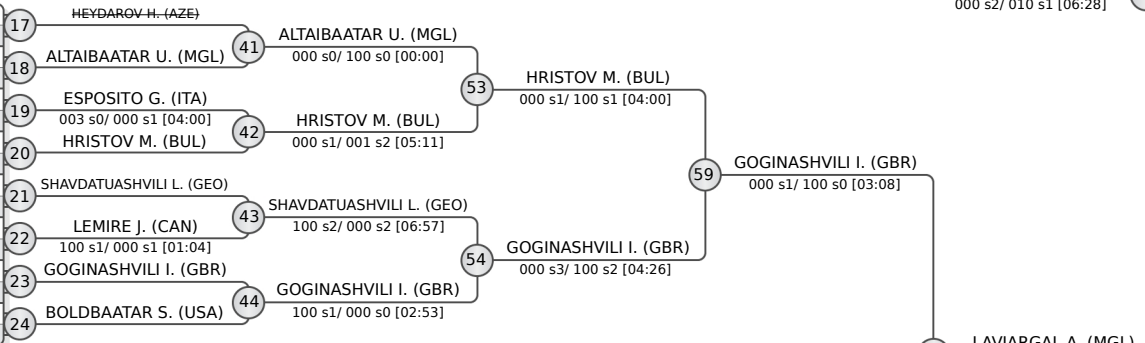 000 s2/ 010 s1 [06:28]
17
HEYDAROV H. (AZE)
18
ALTAIBAATAR U. (MGL)
41
ALTAIBAATAR U. (MGL)
000 s0/ 100 s0 [00:00]
19
ESPOSITO G. (ITA)
003 s0/ 000 s1 [04:00]
20
HRISTOV M. (BUL)
42
HRISTOV M. (BUL)
000 s1/ 001 s2 [05:11]
53
HRISTOV M. (BUL)
000 s1/ 100 s1 [04:00]
21
SHAVDATUASHVILI L. (GEO)
22
LEMIRE J. (CAN)
100 s1/ 000 s1 [01:04]
43
SHAVDATUASHVILI L. (GEO)
100 s2/ 000 s2 [06:57]
23
GOGINASHVILI I. (GBR)
24
BOLDBAATAR S. (USA)
44
GOGINASHVILI I. (GBR)
100 s1/ 000 s0 [02:53]
54
GOGINASHVILI I. (GBR)
000 s3/ 100 s2 [04:26]
59
GOGINASHVILI I. (GBR)
000 s1/ 100 s0 [03:08]